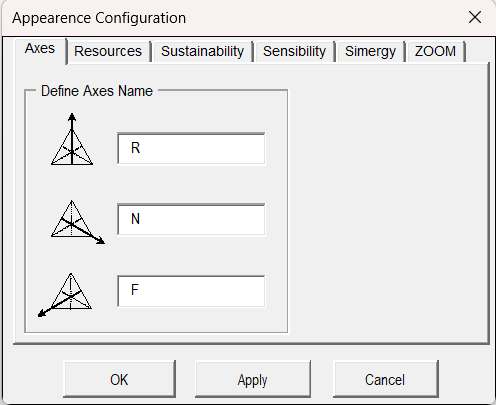 Appearence Configuration
Axes Resources Sustainability Sensibility Simergy ZOOM
Define Axes Name
R
N
F
OK Apply Cancel